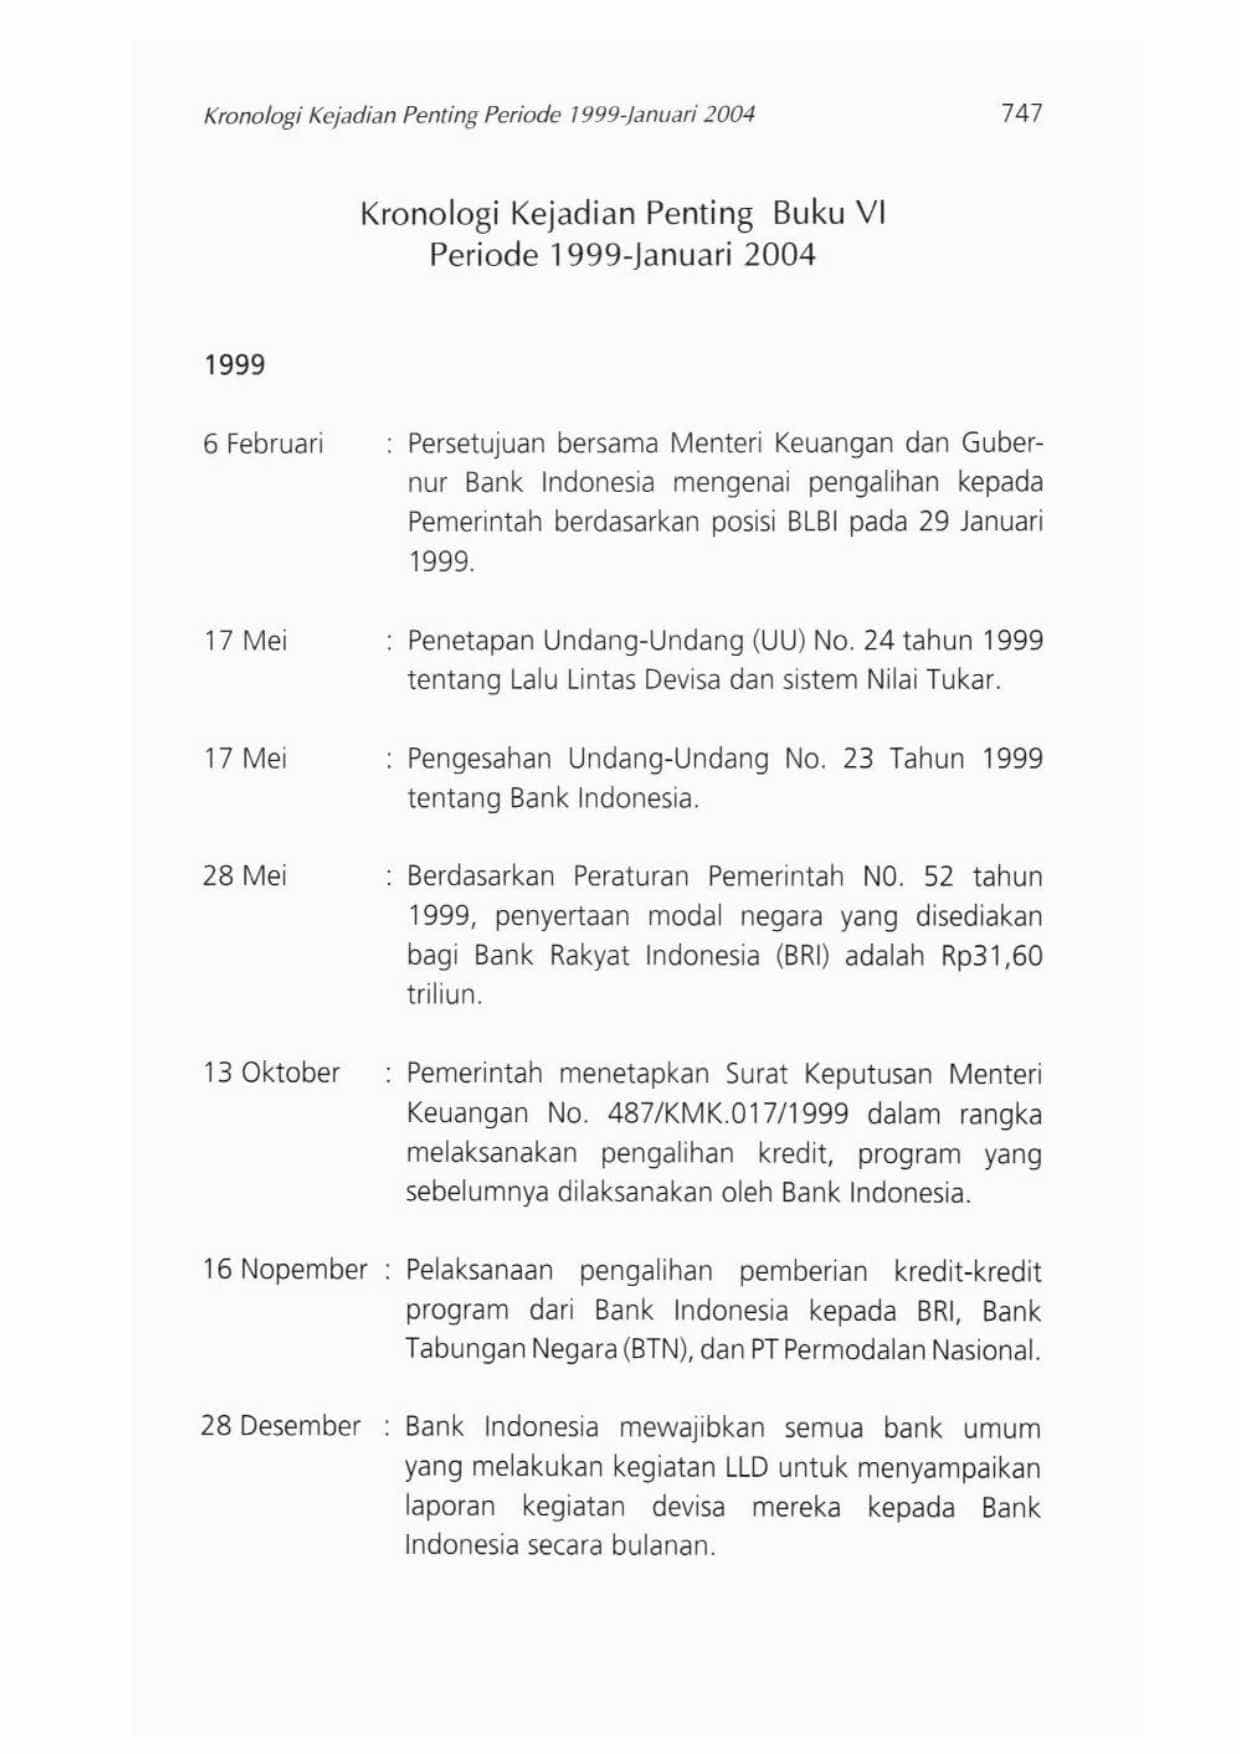 Kronologi Kejadian Penting Periode 1999-Januari 2004 747
Kronologi Kejadian Penting Buku VI
Periode 1999-Januari 2004
1999
6 Februari : Persetujuan bersama Menteri Keuangan dan Guber-
nur Bank Indonesia mengenai pengalihan kepada
Pemerintah berdasarkan posisi BLBI pada 29 Januari
1999.
17 Mei : Penetapan Undang-Undang (UU) No. 24 tahun 1999
tentang Lalu Lintas Devisa dan sistem Nilai Tukar.
17 Mei : Pengesahan Undang-Undang No. 23 Tahun 1999
tentang Bank Indonesia.
28 Mei : Berdasarkan Peraturan Pemerintah NO. 52 tahun
1999, penyertaan modal negara yang disediakan
bagi Bank Rakyat Indonesia (BRI) adalah Rp31,60
triliun.
13 Oktober : Pemerintah menetapkan Surat Keputusan Menteri
Keuangan No. 487/KMK.017/1999 dalam rangka
melaksanakan pengalihan kredit, program yang
sebelumnya dilaksanakan oleh Bank Indonesia.
16 Nopember : Pelaksanaan pengalihan pemberian kredit-kredit
program dari Bank Indonesia kepada BRI, Bank
Tabungan Negara (BTN), dan PT Permodalan Nasional.
28 Desember : Bank Indonesia mewajibkan semua bank umum
yang melakukan kegiatan LLD untuk menyampaikan
laporan kegiatan devisa mereka kepada Bank
Indonesia secara bulanan.